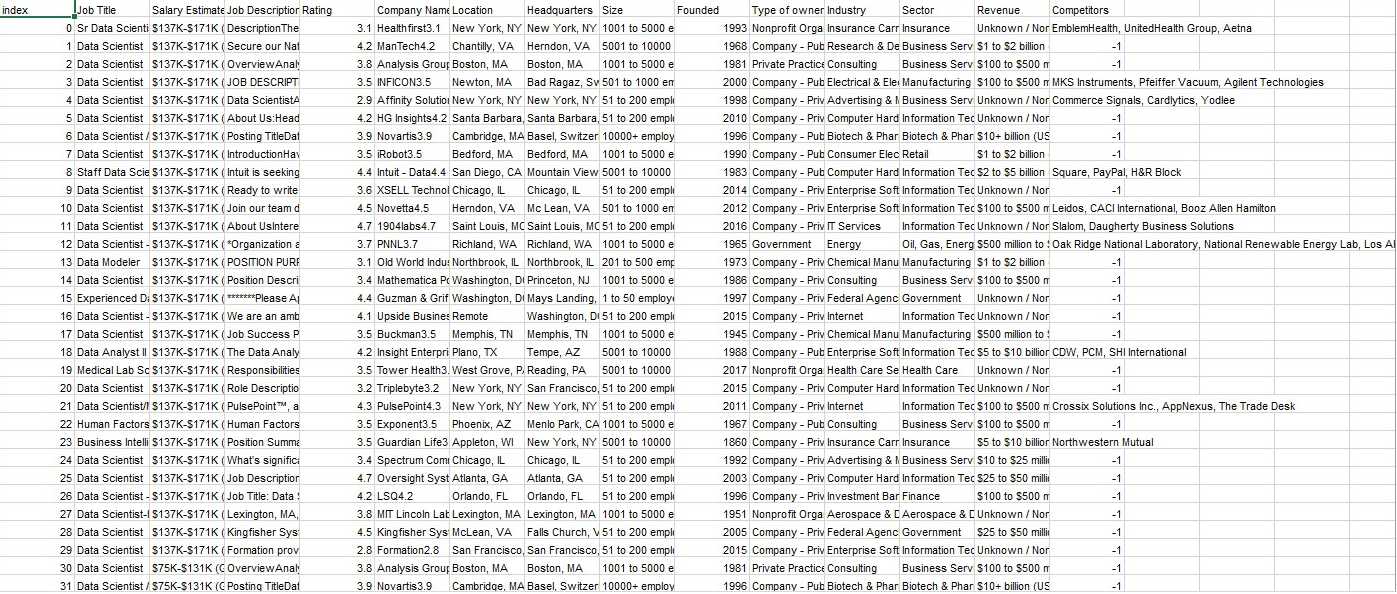 index Job Title Salary Estimate Job Description Rating Company Name Location Headquarters Size Founded Type of owner Industry Sector Revenue Competitors
0 Sr Data Scienti $137K-$171K ( DescriptionThe 3.1 Healthfirst3.1 New York, NY New York, NY 1001 to 5000 e 1993 Nonprofit Orga Insurance Carr Insurance Unknown / Nor EmblemHealth, UnitedHealth Group, Aetna
1 Data Scientist $137K-$171K ( Secure our Nat 4.2 ManTech4.2 Chantilly, VA Herndon, VA 5001 to 10000 1968 Company - Pub Research & De Business Serv $1 to $2 billion -1
2 Data Scientist $137K-$171K ( OverviewAnaly 3.8 Analysis Group Boston, MA Boston, MA 1001 to 5000 e 1981 Private Practice Consulting Business Serv $100 to $500 m -1
3 Data Scientist $137K-$171K ( JOB DESCRIPT 3.5 INFICON3.5 Newton, MA Bad Ragaz, Sw 501 to 1000 em 2000 Company - Pub Electrical & Ele Manufacturing $100 to $500 m MKS Instruments, Pfeiffer Vacuum, Agilent Technologies
4 Data Scientist $137K-$171K ( Data ScientistA 2.9 Affinity Solution New York, NY New York, NY 51 to 200 emplo 1998 Company - Priv Advertising & M Business Serv Unknown / Nor Commerce Signals, Cardlytics, Yodlee
5 Data Scientist $137K-$171K ( About Us:Head 4.2 HG Insights4.2 Santa Barbara, Santa Barbara, 51 to 200 emplo 2010 Company - Priv Computer Hard Information Tec Unknown / Nor -1
6 Data Scientist / $137K-$171K ( Posting TitleDat 3.9 Novartis3.9 Cambridge, MA Basel, Switzer 10000+ employ 1996 Company - Pub Biotech & Phar Biotech & Phar $10+ billion (US -1
7 Data Scientist $137K-$171K ( IntroductionHav 3.5 iRobot3.5 Bedford, MA Bedford, MA 1001 to 5000 e 1990 Company - Pub Consumer Elec Retail $1 to $2 billion -1
8 Staff Data Scie $137K-$171K ( Intuit is seeking 4.4 Intuit - Data4.4 San Diego, CA Mountain View 5001 to 10000 1983 Company - Pub Computer Hard Information Tec $2 to $5 billion Square, PayPal, H&R Block
9 Data Scientist $137K-$171K ( Ready to write 3.6 XSELL Technol Chicago, IL Chicago, IL 51 to 200 emplo 2014 Company - Priv Enterprise Soft Information Tec Unknown / Nor -1
10 Data Scientist $137K-$171K ( Join our team d 4.5 Novetta4.5 Herndon, VA Mc Lean, VA 501 to 1000 em 2012 Company - Priv Enterprise Soft Information Tec $100 to $500 m Leidos, CACI International, Booz Allen Hamilton
11 Data Scientist $137K-$171K ( About UsIntere 4.7 1904labs4.7 Saint Louis, MC Saint Louis, MC 51 to 200 emplo 2016 Company - Priv IT Services Information Tec Unknown / Nor Slalom, Daugherty Business Solutions
12 Data Scientist - $137K-$171K ( *Organization a 3.7 PNNL3.7 Richland, WA Richland, WA 1001 to 5000 e 1965 Government Energy Oil, Gas, Energ $500 million to $ Oak Ridge National Laboratory, National Renewable Energy Lab, Los Al
13 Data Modeler $137K-$171K ( POSITION PURF 3.1 Old World Indus Northbrook, IL Northbrook, IL 201 to 500 emp 1973 Company - Priv Chemical Manu Manufacturing $1 to $2 billion -1
14 Data Scientist $137K-$171K ( Position Descri 3.4 Mathematica Po Washington, D( Princeton, NJ 1001 to 5000 e 1986 Company - Priv Consulting Business Serv $100 to $500 m -1
15 Experienced Da $137K-$171K ( *******Please Ap 4.4 Guzman & Grif Washington, D( Mays Landing, 1 to 50 employe 1997 Company - Priv Federal Agenc Government Unknown / Nor -1
16 Data Scientist - $137K-$171K ( We are an amb 4.1 Upside Busines Remote Washington, D( 51 to 200 emplo 2015 Company - Priv Internet Information Tec Unknown / Nor -1
17 Data Scientist $137K-$171K ( Job Success P 3.5 Buckman3.5 Memphis, TN Memphis, TN 1001 to 5000 e 1945 Company - Priv Chemical Manu Manufacturing $500 million to $ -1
18 Data Analyst II $137K-$171K ( The Data Analy 4.2 Insight Enterpri Plano, TX Tempe, AZ 5001 to 10000 1988 Company - Pub Enterprise Soft Information Tec $5 to $10 billion CDW, PCM, SHI International
19 Medical Lab Sc $137K-$171K ( Responsibilities 3.5 Tower Health3. West Grove, PA Reading, PA 5001 to 10000 2017 Nonprofit Orga Health Care Se Health Care Unknown / Nor -1
20 Data Scientist $137K-$171K ( Role Descriptio 3.2 Triplebyte3.2 New York, NY San Francisco, 51 to 200 emplo 2015 Company - Priv Computer Hard Information Tec Unknown / Nor -1
21 Data Scientist/M $137K-$171K ( PulsePoint™, a 4.3 PulsePoint4.3 New York, NY New York, NY 51 to 200 emplo 2011 Company - Priv Internet Information Tec $100 to $500 m Crossix Solutions Inc., AppNexus, The Trade Desk
22 Human Factors $137K-$171K ( Human Factors 3.5 Exponent3.5 Phoenix, AZ Menlo Park, CA 1001 to 5000 e 1967 Company - Pub Consulting Business Serv $100 to $500 m -1
23 Business Intelli $137K-$171K ( Position Summa 3.5 Guardian Life3 Appleton, WI New York, NY 5001 to 10000 1860 Company - Priv Insurance Carr Insurance $5 to $10 billion Northwestern Mutual
24 Data Scientist $137K-$171K ( What's signific 3.4 Spectrum Com Chicago, IL Chicago, IL 51 to 200 emplo 1992 Company - Priv Advertising & M Business Serv $10 to $25 milli -1
25 Data Scientist $137K-$171K ( Job Description 4.7 Oversight Syst Atlanta, GA Atlanta, GA 51 to 200 emplo 2003 Company - Priv Computer Hard Information Tec $25 to $50 milli -1
26 Data Scientist - $137K-$171K ( Job Title: Data S 4.2 LSQ4.2 Orlando, FL Orlando, FL 51 to 200 emplo 1996 Company - Priv Investment Ban Finance $100 to $500 m -1
27 Data Scientist-I $137K-$171K ( Lexington, MA, 3.8 MIT Lincoln Lab Lexington, MA Lexington, MA 1001 to 5000 e 1951 Nonprofit Orga Aerospace & D Aerospace & D Unknown / Nor -1
28 Data Scientist $137K-$171K ( Kingfisher Sys 4.5 Kingfisher Sys McLean, VA Falls Church, V 51 to 200 emplo 2005 Company - Priv Federal Agenc Government $25 to $50 milli -1
29 Data Scientist $137K-$171K ( Formation prov 2.8 Formation2.8 San Francisco, San Francisco, 51 to 200 emplo 2015 Company - Priv Enterprise Soft Information Tec Unknown / Nor -1
30 Data Scientist $75K-$131K (G OverviewAnaly 3.8 Analysis Group Boston, MA Boston, MA 1001 to 5000 e 1981 Private Practice Consulting Business Serv $100 to $500 m -1
31 Data Scientist / $75K-$131K (G Posting TitleDat 3.9 Novartis3.9 Cambridge, MA Basel, Switzer 10000+ employ 1996 Company - Pub Biotech & Phar Biotech & Phar $10+ billion (US -1